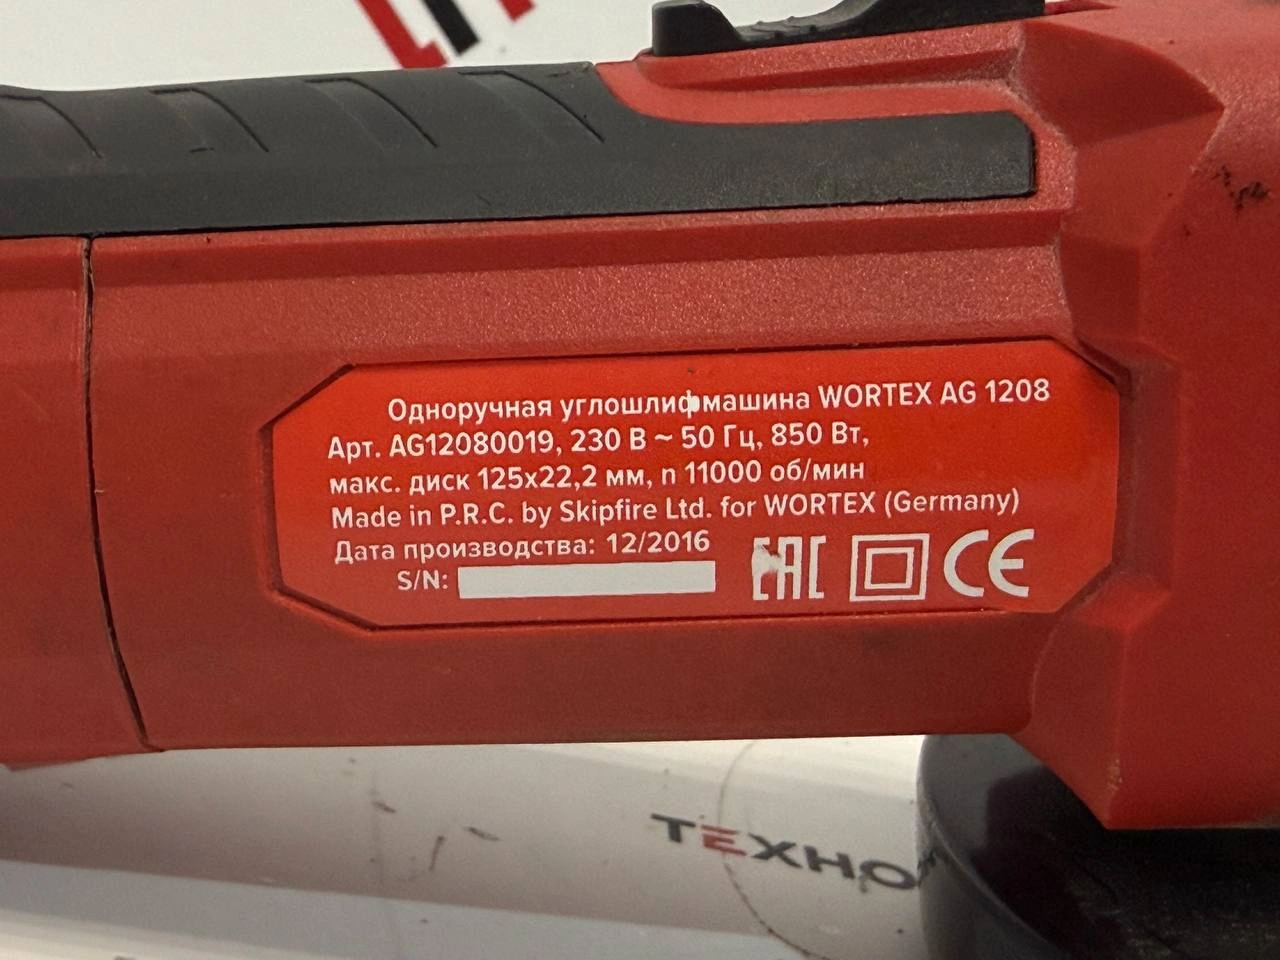 Одноручная углошлифмашина WORTEX AG 1208
Арт. AG12080019, 230 В ~ 50 Гц, 850 Вт,
макс. диск 125x22,2 мм, n 11000 об/мин
Made in P.R.C. by Skipfire Ltd. for WORTEX (Germany)
Дата производства: 12/2016
S/N:
EAC CE
ТЕХНО